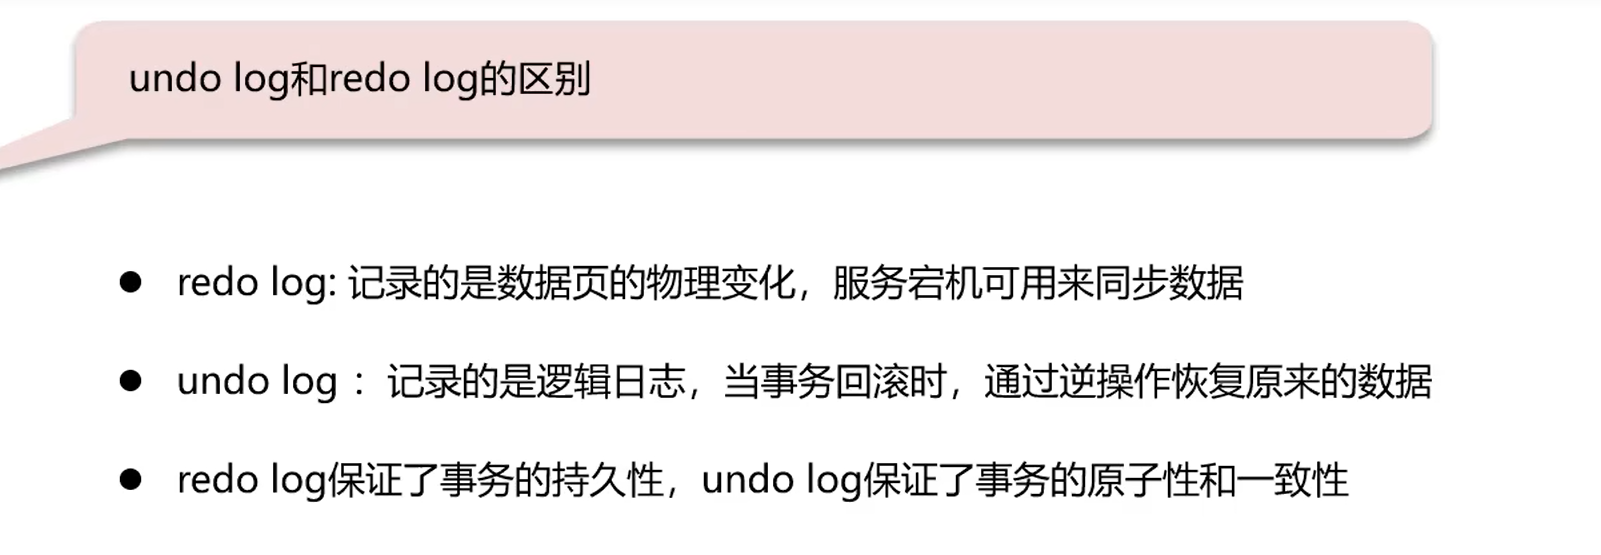 undo log和redo log的区别
● redo log: 记录的是数据页的物理变化，服务宕机可用来同步数据
● undo log ：记录的是逻辑日志，当事务回滚时，通过逆操作恢复原来的数据
● redo log保证了事务的持久性，undo log保证了事务的原子性和一致性